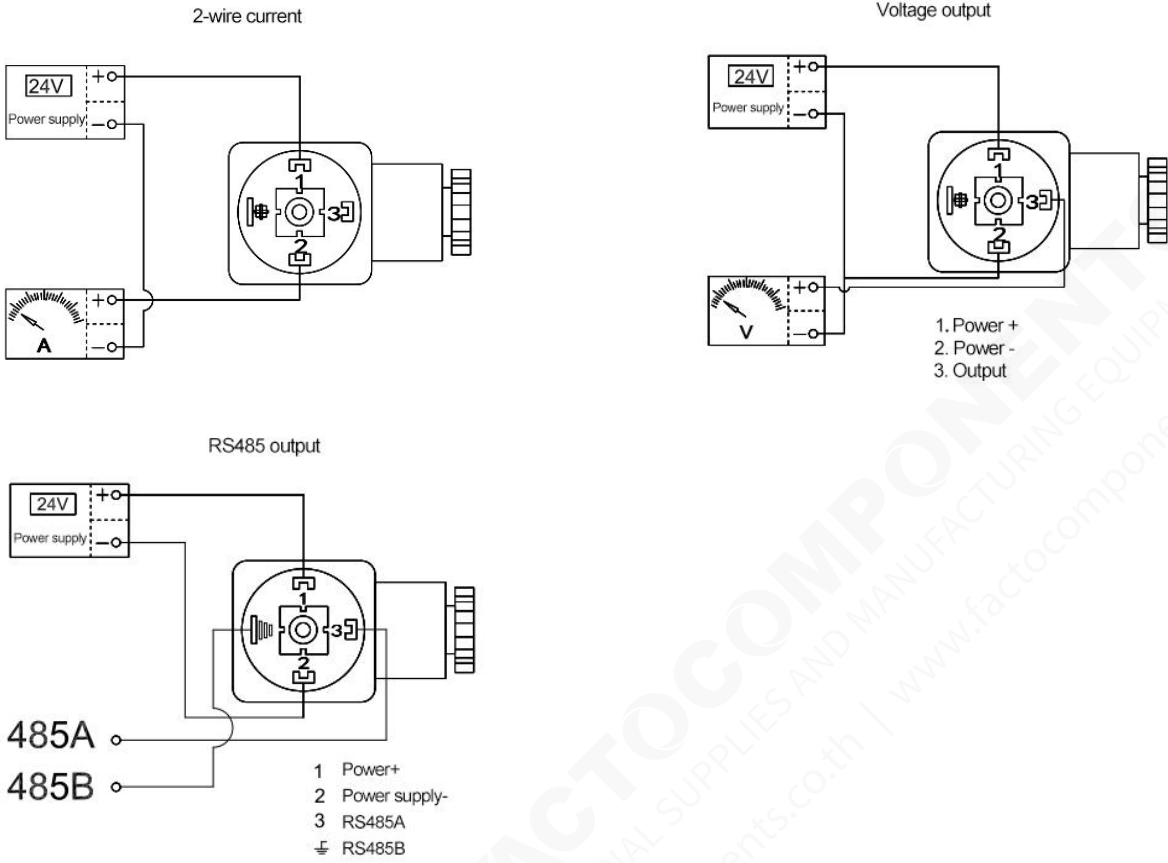 2-wire current
24V
Power supply
+
−
1
3
2
+
−
A
Voltage output
24V
Power supply
+
−
1
3
2
+
−
V
1. Power +
2. Power -
3. Output
RS485 output
24V
Power supply
+
−
1
3
2
485A
485B
1 Power+
2 Power supply-
3 RS485A
⏚ RS485B